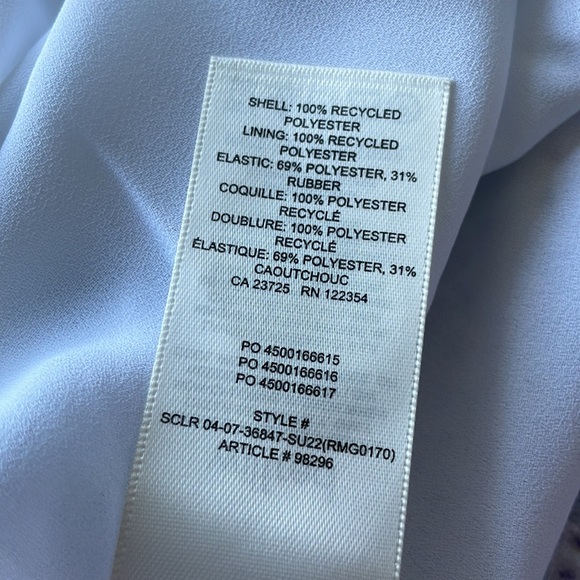 SHELL: 100% RECYCLED
POLYESTER
LINING: 100% RECYCLED
POLYESTER
ELASTIC: 69% POLYESTER, 31%
RUBBER
COQUILLE: 100% POLYESTER
RECYCLÉ
DOUBLURE: 100% POLYESTER
RECYCLÉ
ÉLASTIQUE: 69% POLYESTER, 31%
CAOUTCHOUC
CA 23725 RN 122354
PO 4500166615
PO 4500166616
PO 4500166617
STYLE #
SCLR 04-07-36847-SU22(RMG0170)
ARTICLE # 98296